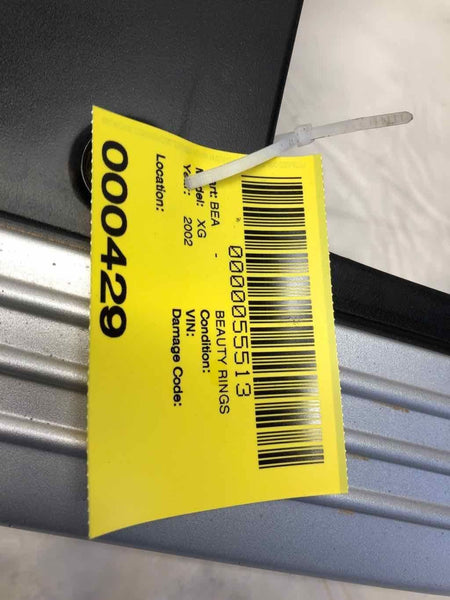 0000055513
Part: BEA - BEAUTY RINGS
Model: XG Condition:
Year: 2002 VIN:
Location: Damage Code:
000429